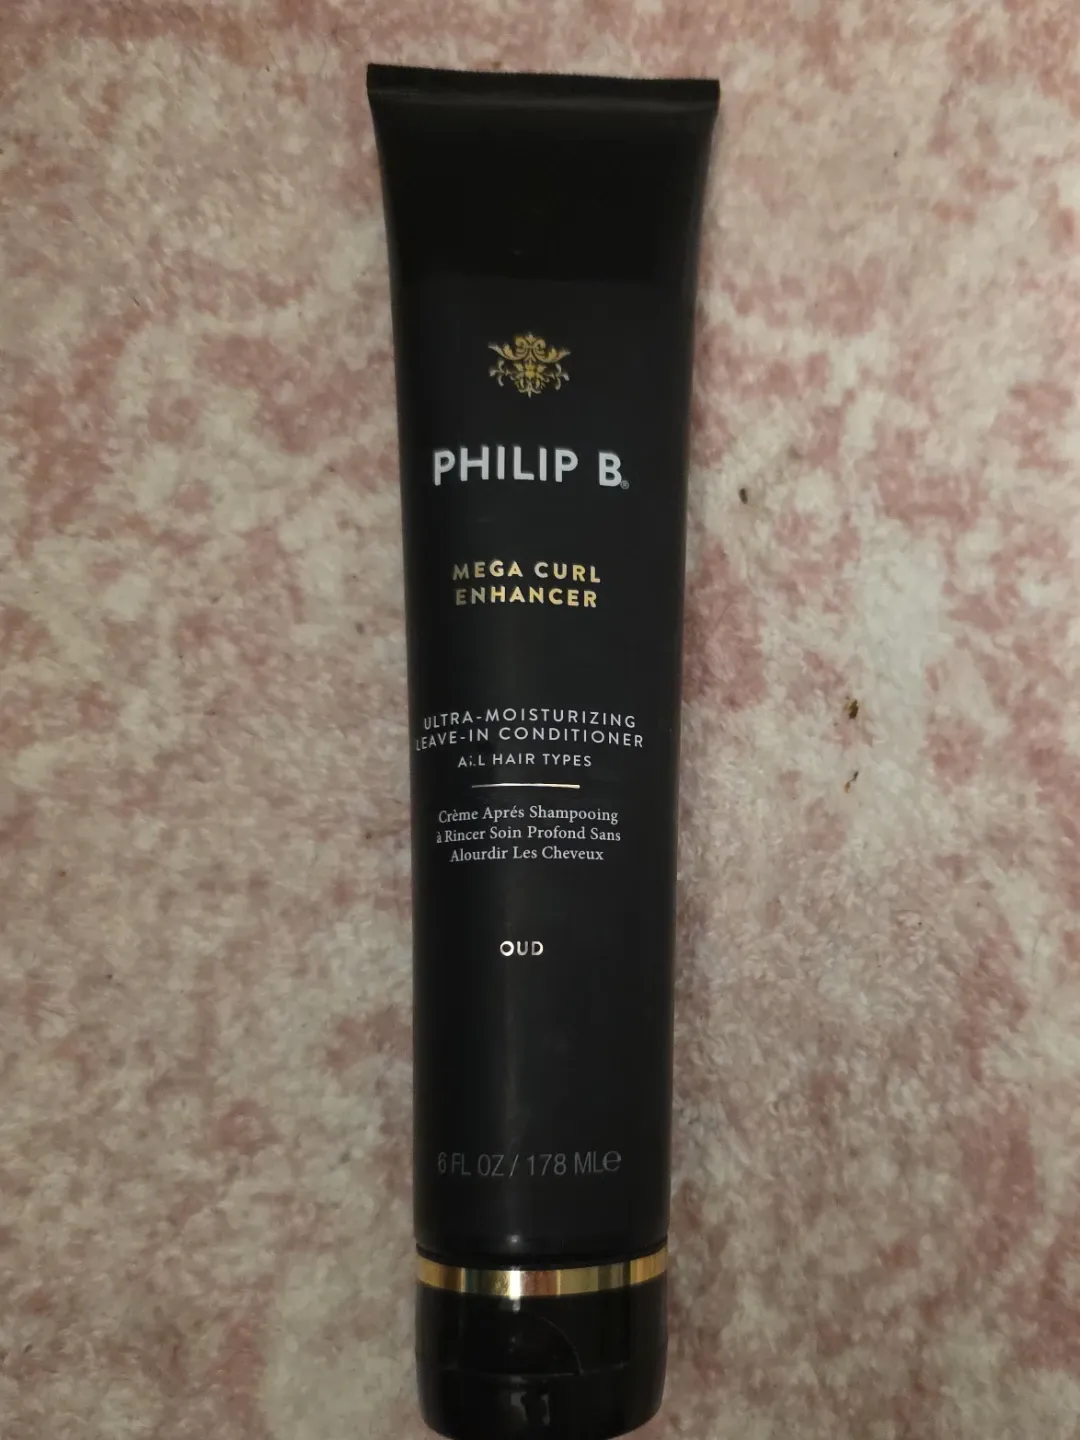 PHILIP B®
MEGA CURL
ENHANCER
ULTRA-MOISTURIZING
LEAVE-IN CONDITIONER
ALL HAIR TYPES
Crème Aprés Shampooing
à Rincer Soin Profond Sans
Alourdir Les Cheveux
OUD
6 FL OZ / 178 ML℮